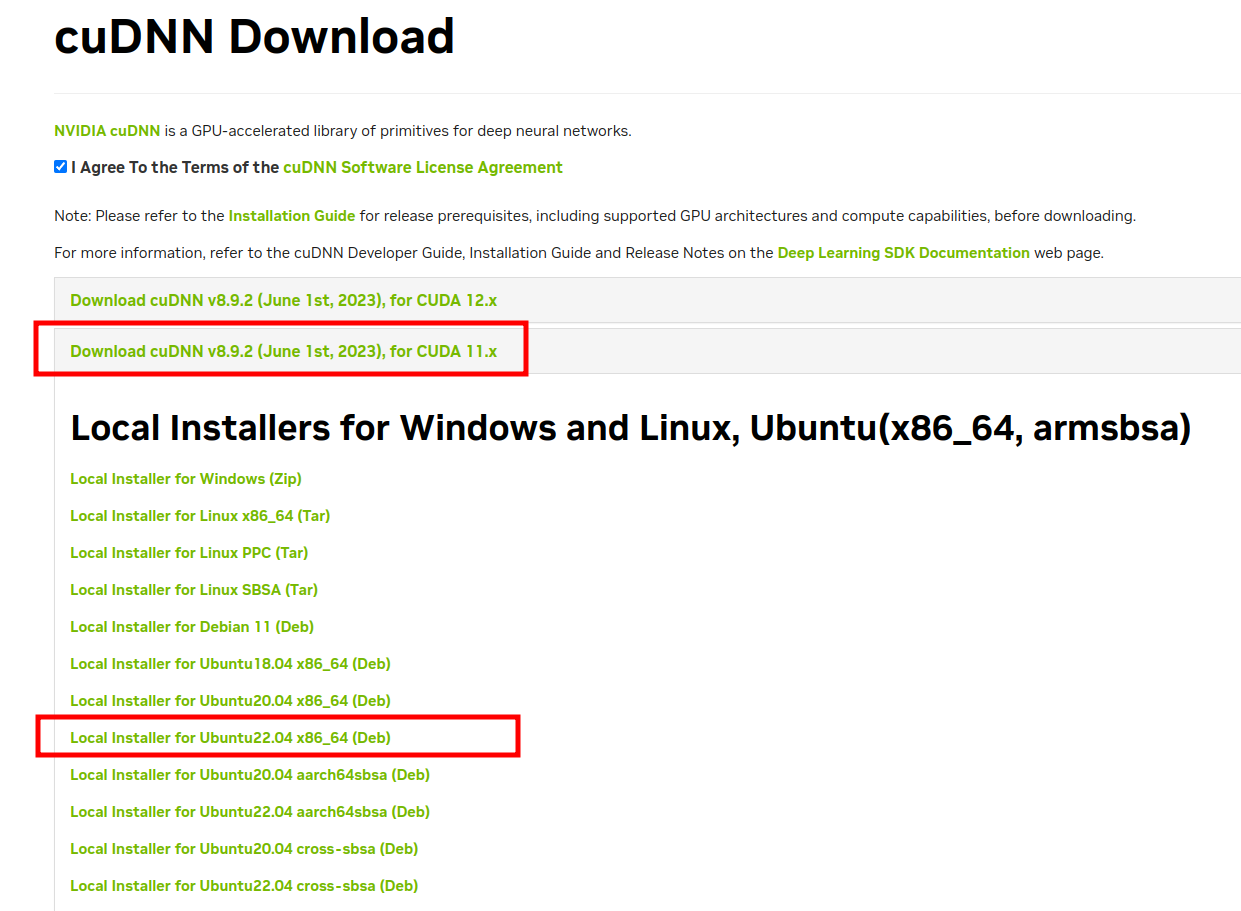 cuDNN Download
NVIDIA cuDNN is a GPU-accelerated library of primitives for deep neural networks.
I Agree To the Terms of the cuDNN Software License Agreement
Note: Please refer to the Installation Guide for release prerequisites, including supported GPU architectures and compute capabilities, before downloading.
For more information, refer to the cuDNN Developer Guide, Installation Guide and Release Notes on the Deep Learning SDK Documentation web page.
Download cuDNN v8.9.2 (June 1st, 2023), for CUDA 12.x
Download cuDNN v8.9.2 (June 1st, 2023), for CUDA 11.x
Local Installers for Windows and Linux, Ubuntu(x86_64, armsbsa)
Local Installer for Windows (Zip)
Local Installer for Linux x86_64 (Tar)
Local Installer for Linux PPC (Tar)
Local Installer for Linux SBSA (Tar)
Local Installer for Debian 11 (Deb)
Local Installer for Ubuntu18.04 x86_64 (Deb)
Local Installer for Ubuntu20.04 x86_64 (Deb)
Local Installer for Ubuntu22.04 x86_64 (Deb)
Local Installer for Ubuntu20.04 aarch64sbsa (Deb)
Local Installer for Ubuntu22.04 aarch64sbsa (Deb)
Local Installer for Ubuntu20.04 cross-sbsa (Deb)
Local Installer for Ubuntu22.04 cross-sbsa (Deb)